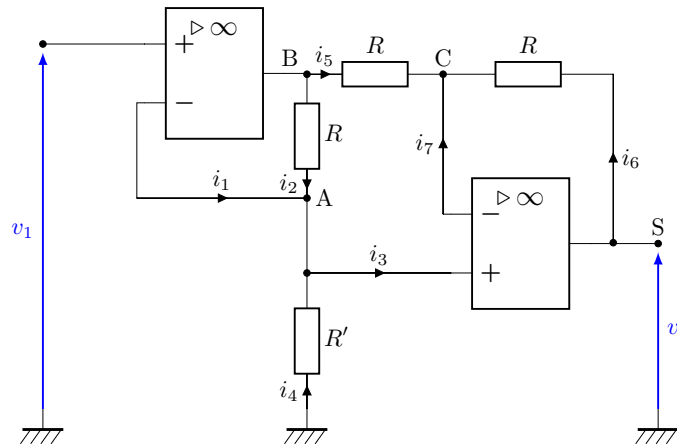 ▷ ∞
+
−
B
i₅
R
C
R
R
i₇
i₆
i₁
i₂
A
▷ ∞
−
S
v₁
i₃
+
R′
v
i₄